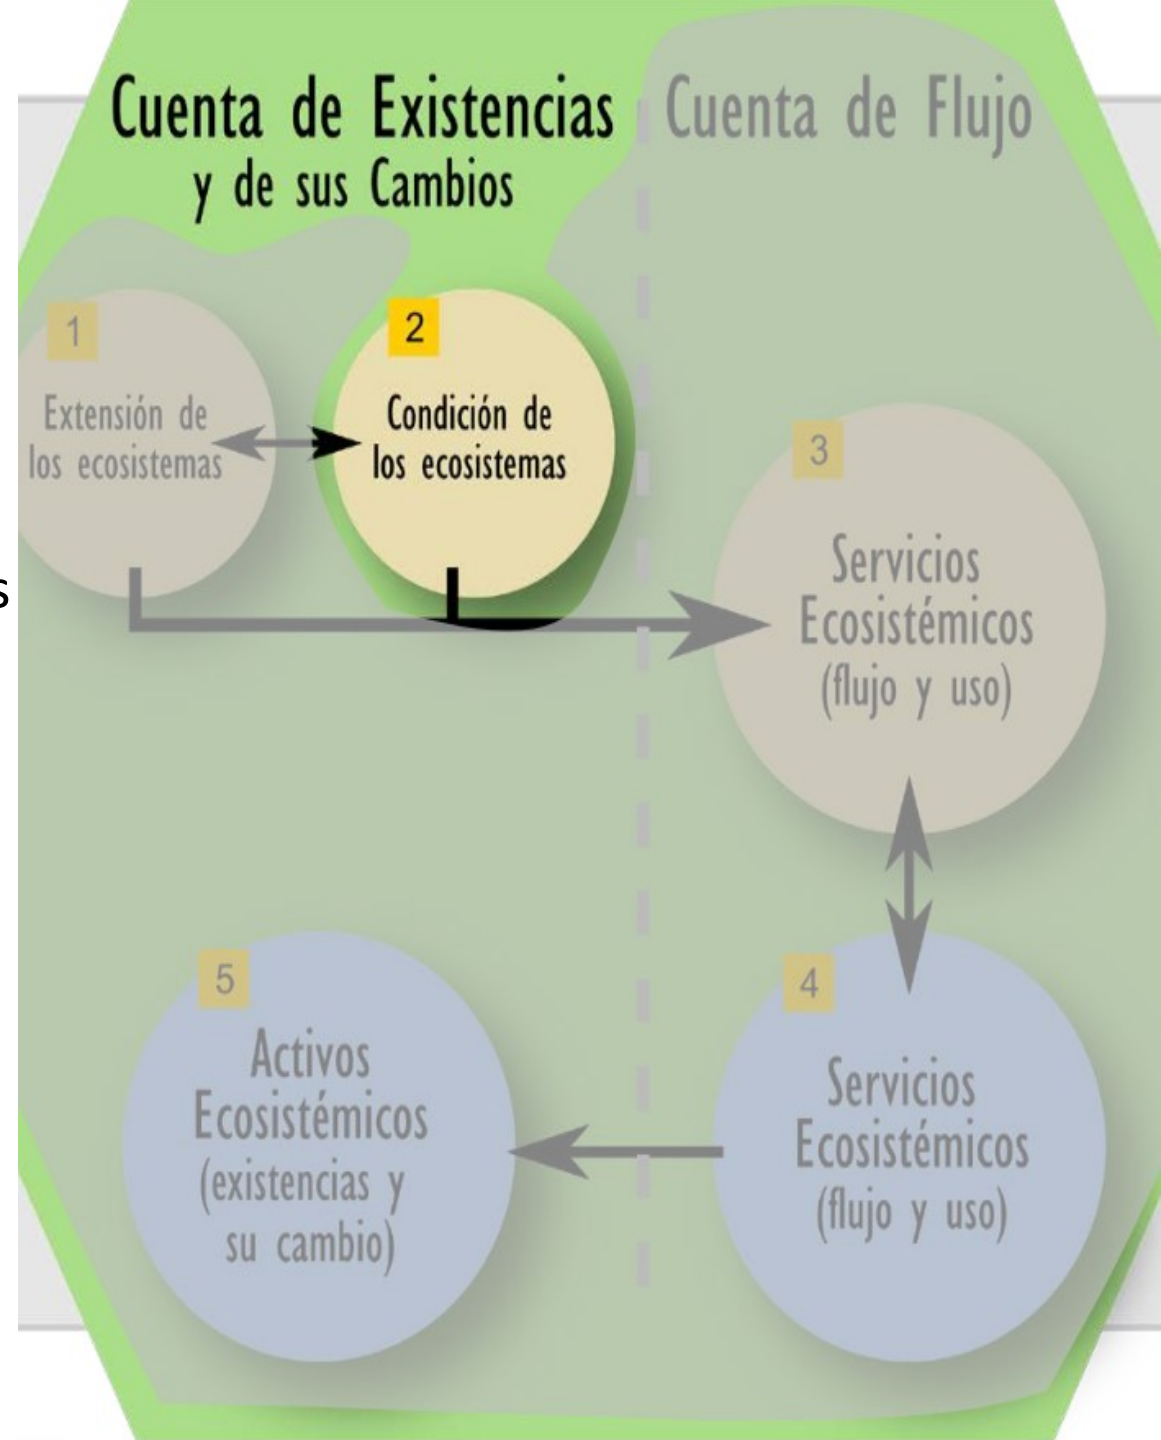 Cuenta de Existencias
y de sus Cambios
Cuenta de Flujo
1
Extensión de
los ecosistemas
2
Condición de
los ecosistemas
s
3
Servicios
Ecosistémicos
(flujo y uso)
5
Activos
Ecosistémicos
(existencias y
su cambio)
4
Servicios
Ecosistémicos
(flujo y uso)